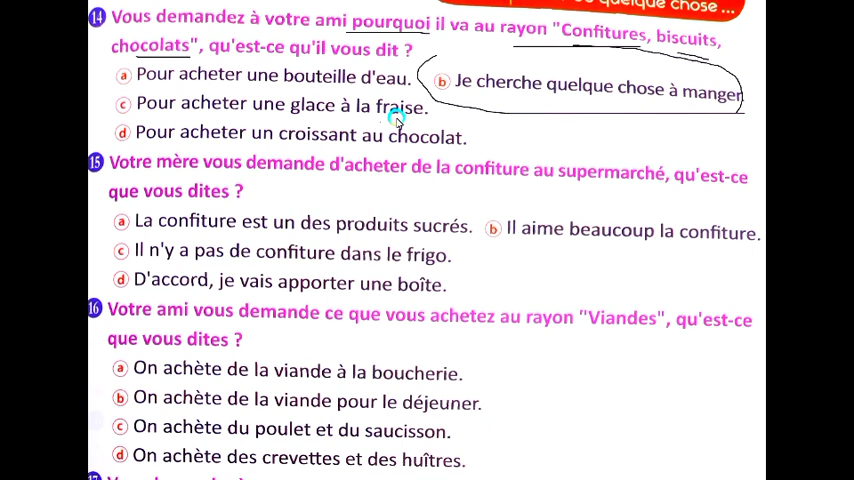 quelque chose ...
14 Vous demandez à votre ami pourquoi il va au rayon "Confitures, biscuits,
chocolats", qu'est-ce qu'il vous dit ?
a Pour acheter une bouteille d'eau. b Je cherche quelque chose à manger
c Pour acheter une glace à la fraise.
d Pour acheter un croissant au chocolat.
15 Votre mère vous demande d'acheter de la confiture au supermarché, qu'est-ce
que vous dites ?
a La confiture est un des produits sucrés. b Il aime beaucoup la confiture.
c Il n'y a pas de confiture dans le frigo.
d D'accord, je vais apporter une boîte.
16 Votre ami vous demande ce que vous achetez au rayon "Viandes", qu'est-ce
que vous dites ?
a On achète de la viande à la boucherie.
b On achète de la viande pour le déjeuner.
c On achète du poulet et du saucisson.
d On achète des crevettes et des huîtres.